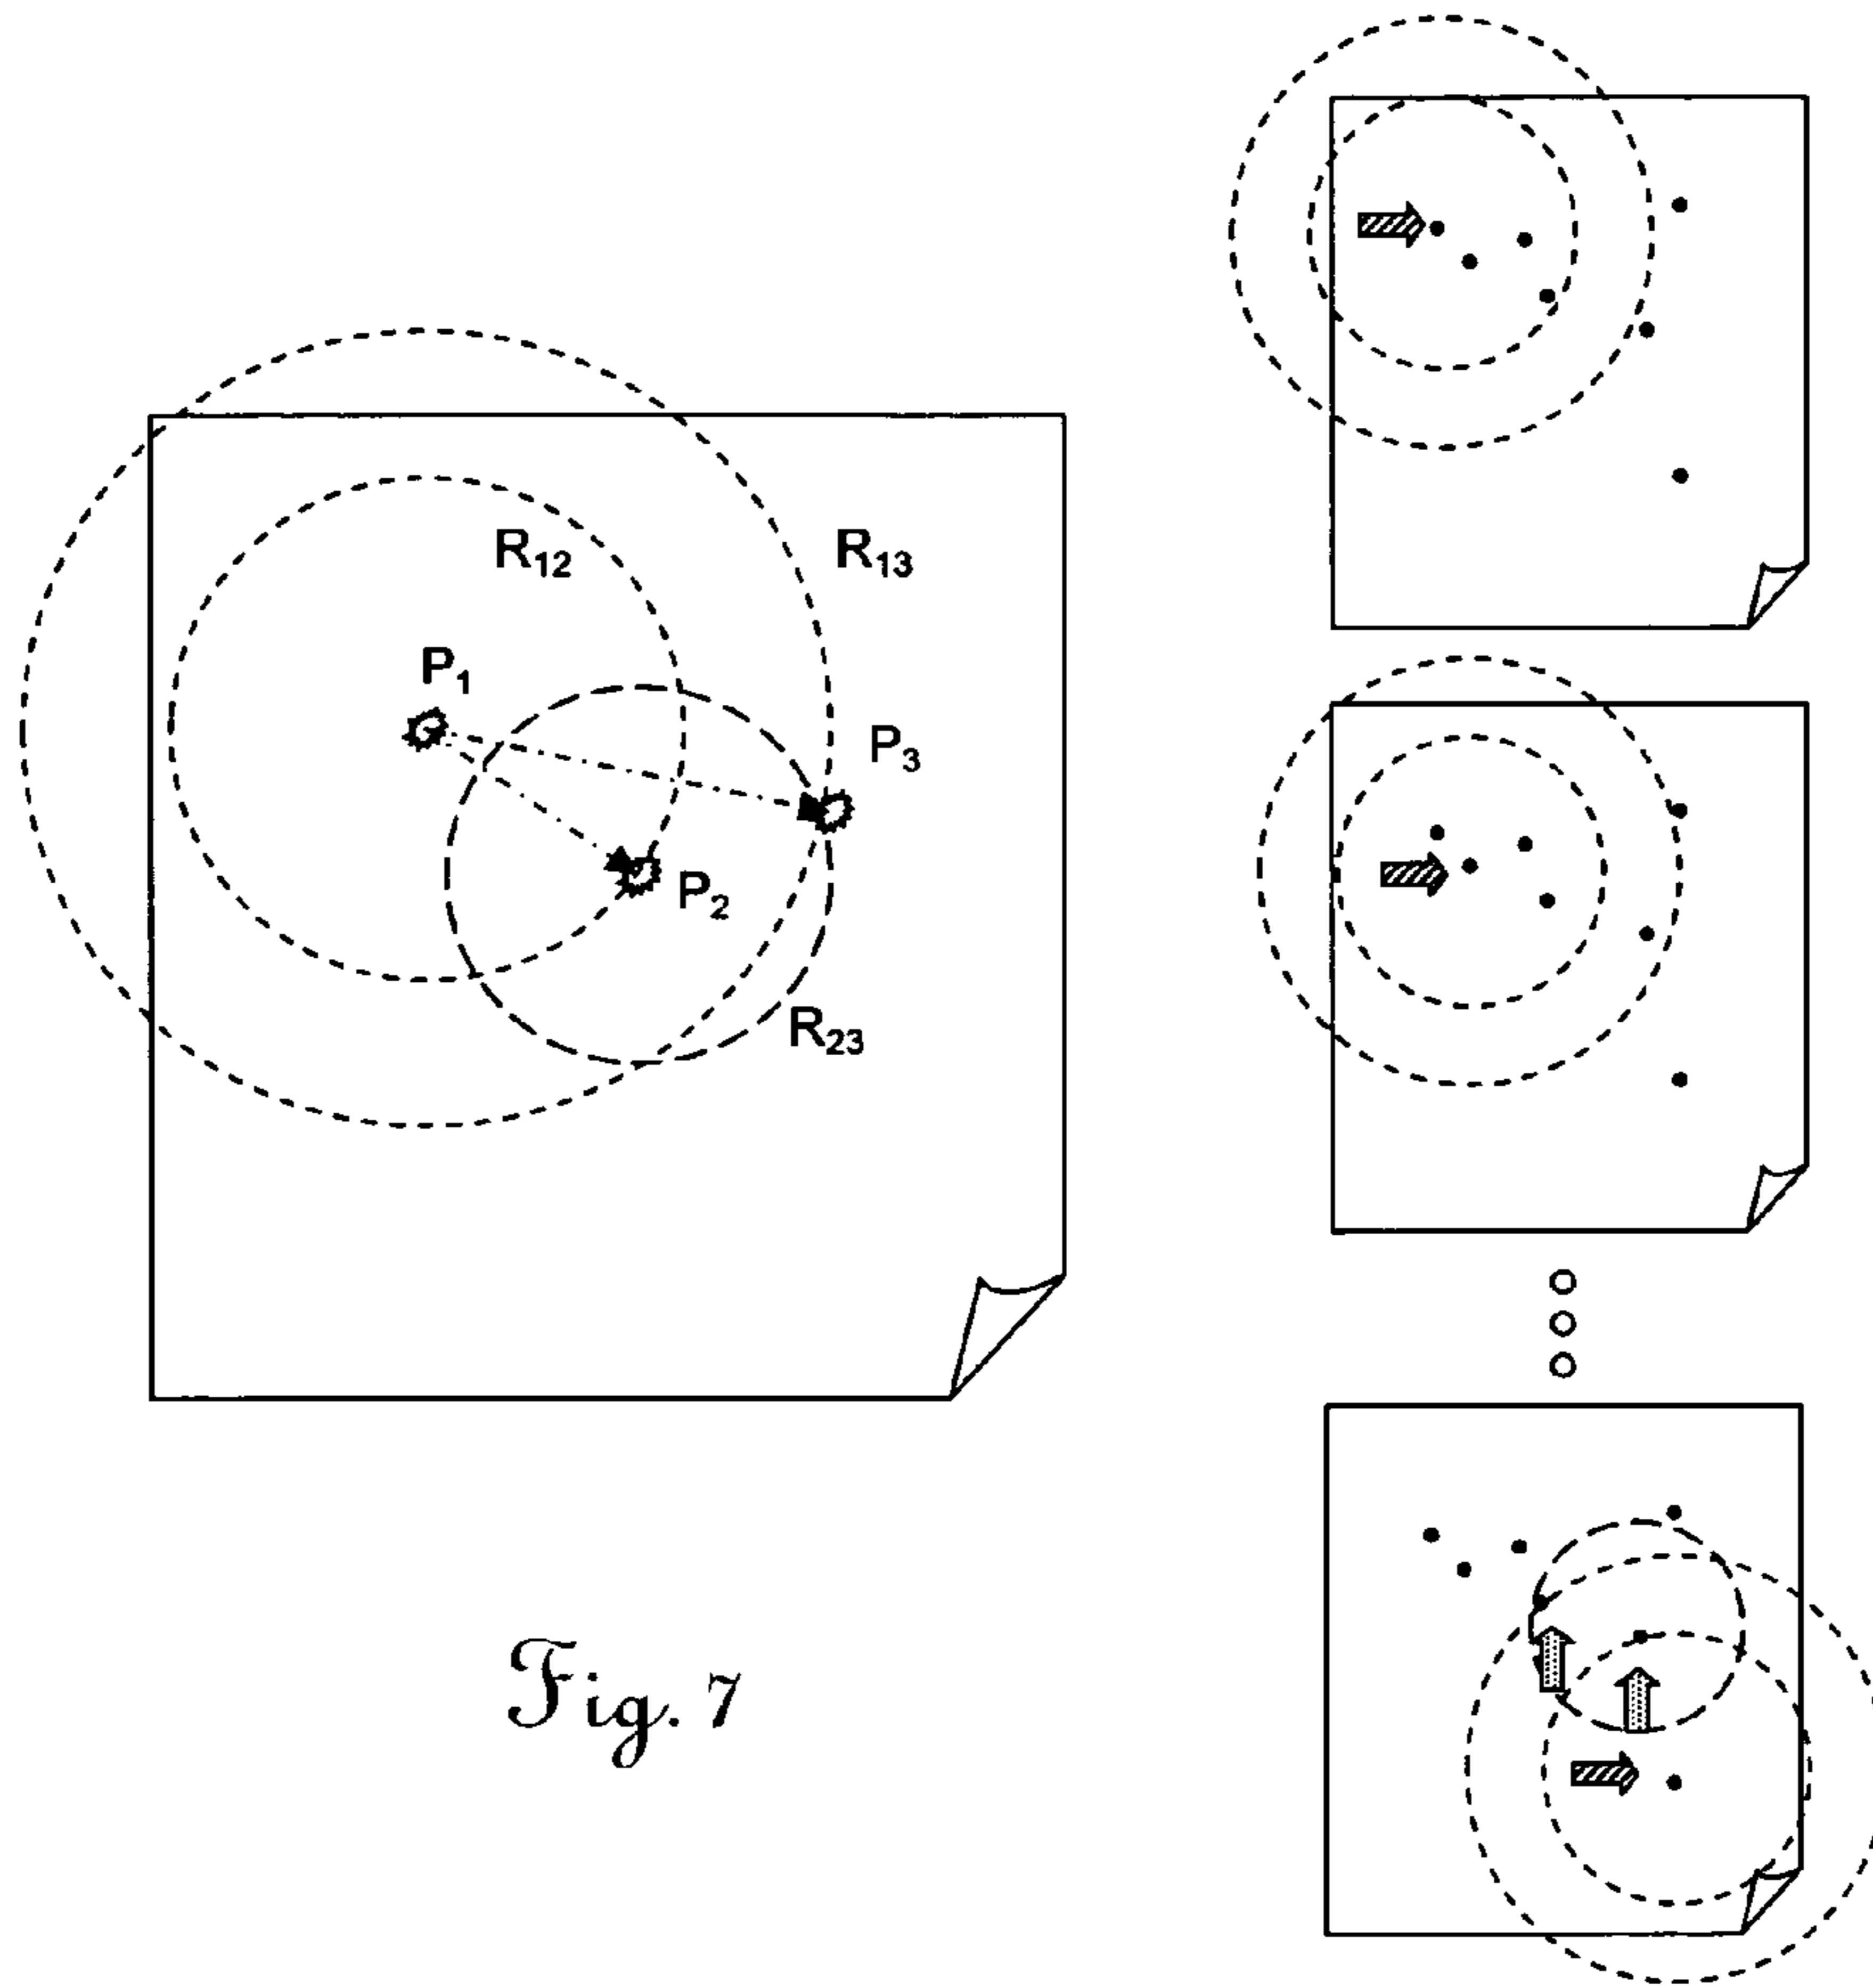 R₁₂
R₁₃
P₁
P₃
P₂
R₂₃
Fig. 7